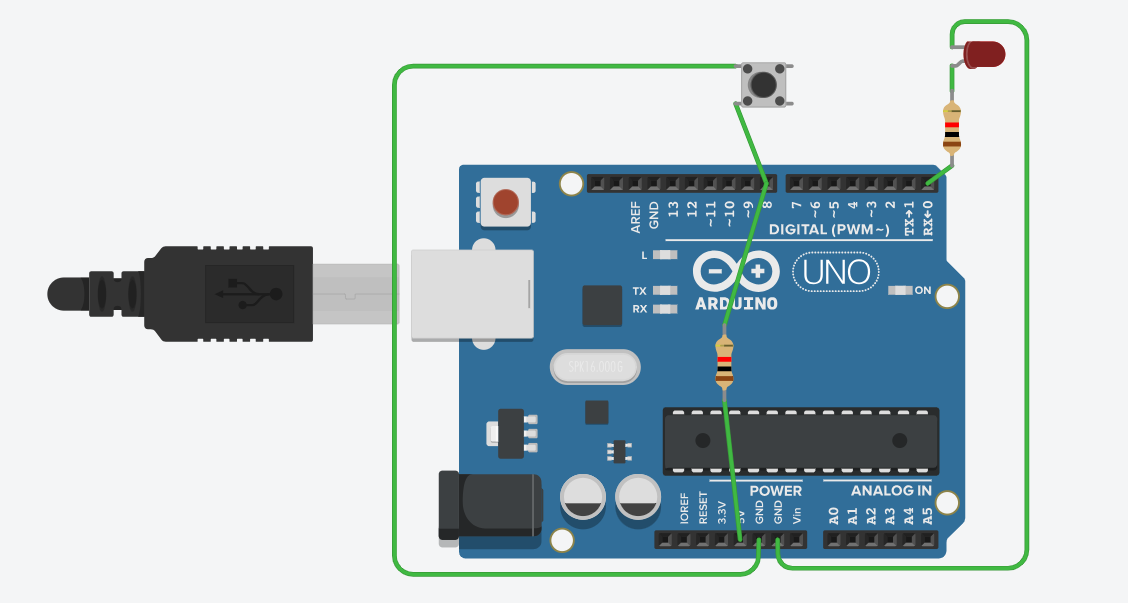 AREF
GND
13
12
~11
~10
~9
8
7
~6
~5
4
~3
2
TX→1
RX←0
DIGITAL (PWM~)
L
TX
RX
ARDUINO
UNO
ON
SPK16.000G
POWER
ANALOG IN
IOREF
RESET
3.3V
5V
GND
GND
Vin
A0
A1
A2
A3
A4
A5